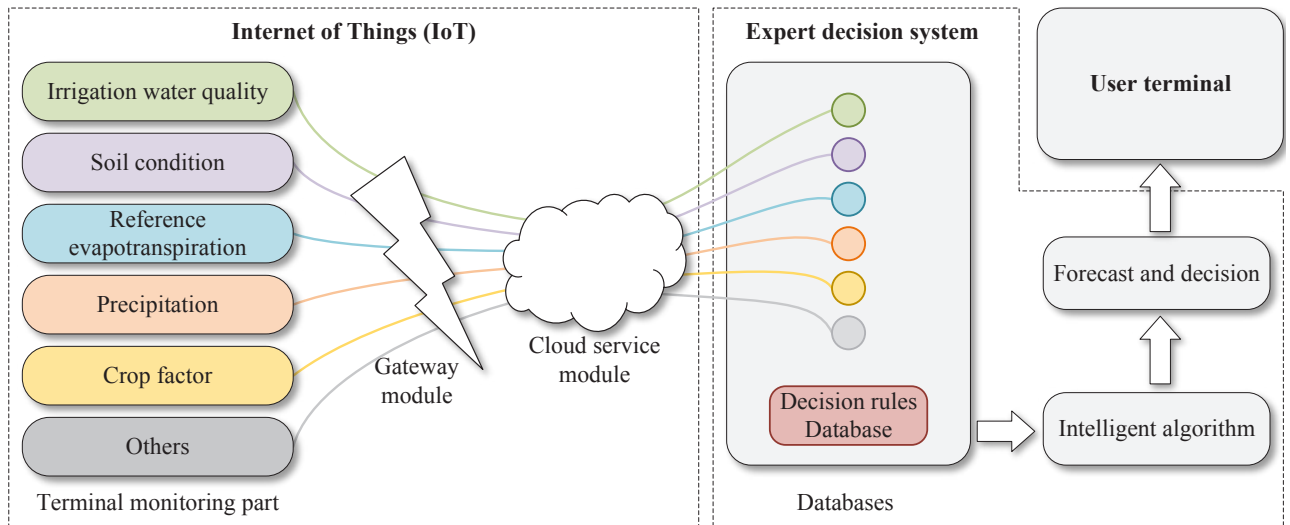 Internet of Things (IoT)
Irrigation water quality
Soil condition
Reference
evapotranspiration
Precipitation
Crop factor
Others
Terminal monitoring part
Gateway
module
Cloud service
module
Expert decision system
Decision rules
Database
Databases
User terminal
Forecast and decision
Intelligent algorithm